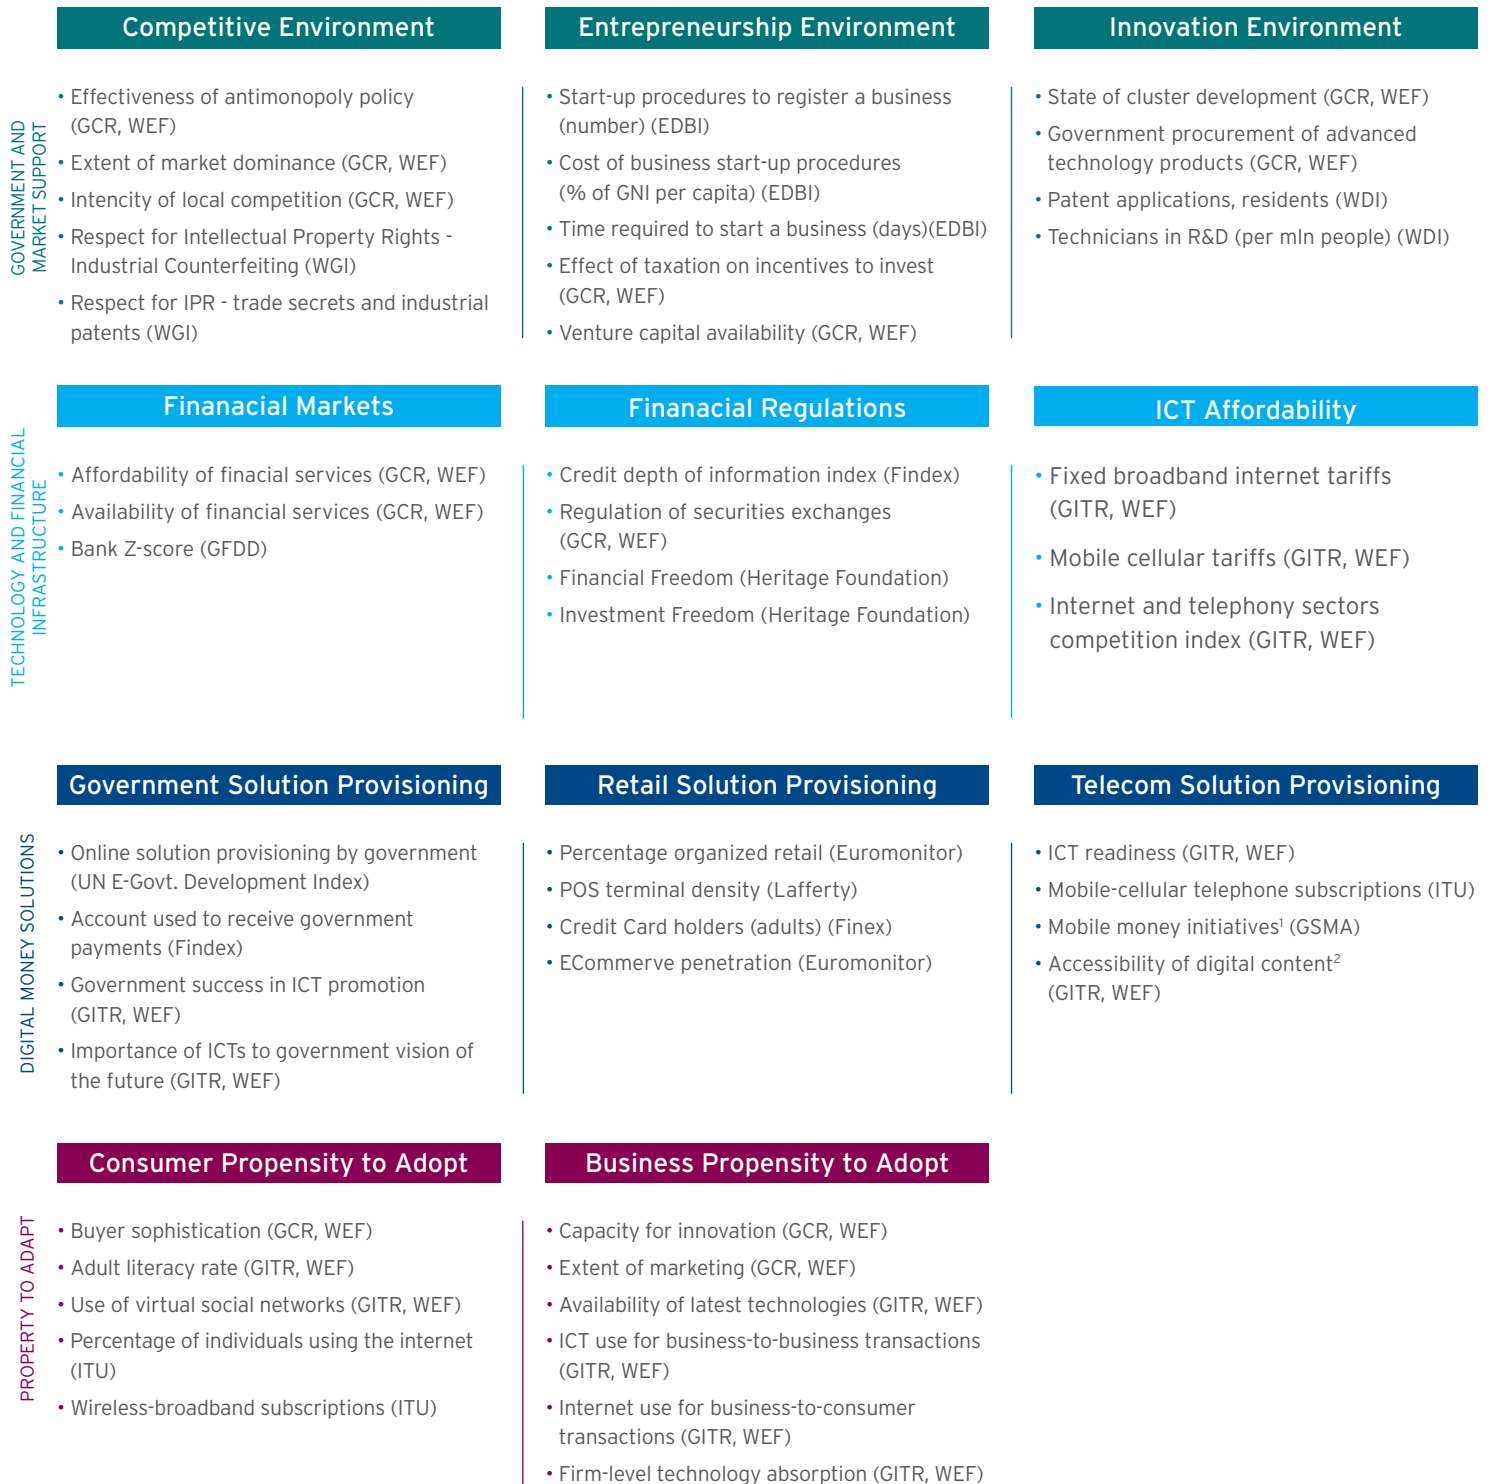 GOVERNMENT AND
MARKET SUPPORT
Competitive Environment
• Effectiveness of antimonopoly policy
(GCR, WEF)
• Extent of market dominance (GCR, WEF)
• Intencity of local competition (GCR, WEF)
• Respect for Intellectual Property Rights -
Industrial Counterfeiting (WGI)
• Respect for IPR - trade secrets and industrial
patents (WGI)
Entrepreneurship Environment
• Start-up procedures to register a business
(number) (EDBI)
• Cost of business start-up procedures
(% of GNI per capita) (EDBI)
• Time required to start a business (days)(EDBI)
• Effect of taxation on incentives to invest
(GCR, WEF)
• Venture capital availability (GCR, WEF)
Innovation Environment
• State of cluster development (GCR, WEF)
• Government procurement of advanced
technology products (GCR, WEF)
• Patent applications, residents (WDI)
• Technicians in R&D (per mln people) (WDI)
TECHNOLOGY AND FINANCIAL
INFRASTRUCTURE
Finanacial Markets
• Affordability of finacial services (GCR, WEF)
• Availability of financial services (GCR, WEF)
• Bank Z-score (GFDD)
Finanacial Regulations
• Credit depth of information index (Findex)
• Regulation of securities exchanges
(GCR, WEF)
• Financial Freedom (Heritage Foundation)
• Investment Freedom (Heritage Foundation)
ICT Affordability
• Fixed broadband internet tariffs
(GITR, WEF)
• Mobile cellular tariffs (GITR, WEF)
• Internet and telephony sectors
competition index (GITR, WEF)
DIGITAL MONEY SOLUTIONS
Government Solution Provisioning
• Online solution provisioning by government
(UN E-Govt. Development Index)
• Account used to receive government
payments (Findex)
• Government success in ICT promotion
(GITR, WEF)
• Importance of ICTs to government vision of
the future (GITR, WEF)
Retail Solution Provisioning
• Percentage organized retail (Euromonitor)
• POS terminal density (Lafferty)
• Credit Card holders (adults) (Finex)
• ECommerve penetration (Euromonitor)
Telecom Solution Provisioning
• ICT readiness (GITR, WEF)
• Mobile-cellular telephone subscriptions (ITU)
• Mobile money initiatives¹ (GSMA)
• Accessibility of digital content²
(GITR, WEF)
PROPERTY TO ADAPT
Consumer Propensity to Adopt
• Buyer sophistication (GCR, WEF)
• Adult literacy rate (GITR, WEF)
• Use of virtual social networks (GITR, WEF)
• Percentage of individuals using the internet
(ITU)
• Wireless-broadband subscriptions (ITU)
Business Propensity to Adopt
• Capacity for innovation (GCR, WEF)
• Extent of marketing (GCR, WEF)
• Availability of latest technologies (GITR, WEF)
• ICT use for business-to-business transactions
(GITR, WEF)
• Internet use for business-to-consumer
transactions (GITR, WEF)
• Firm-level technology absorption (GITR, WEF)